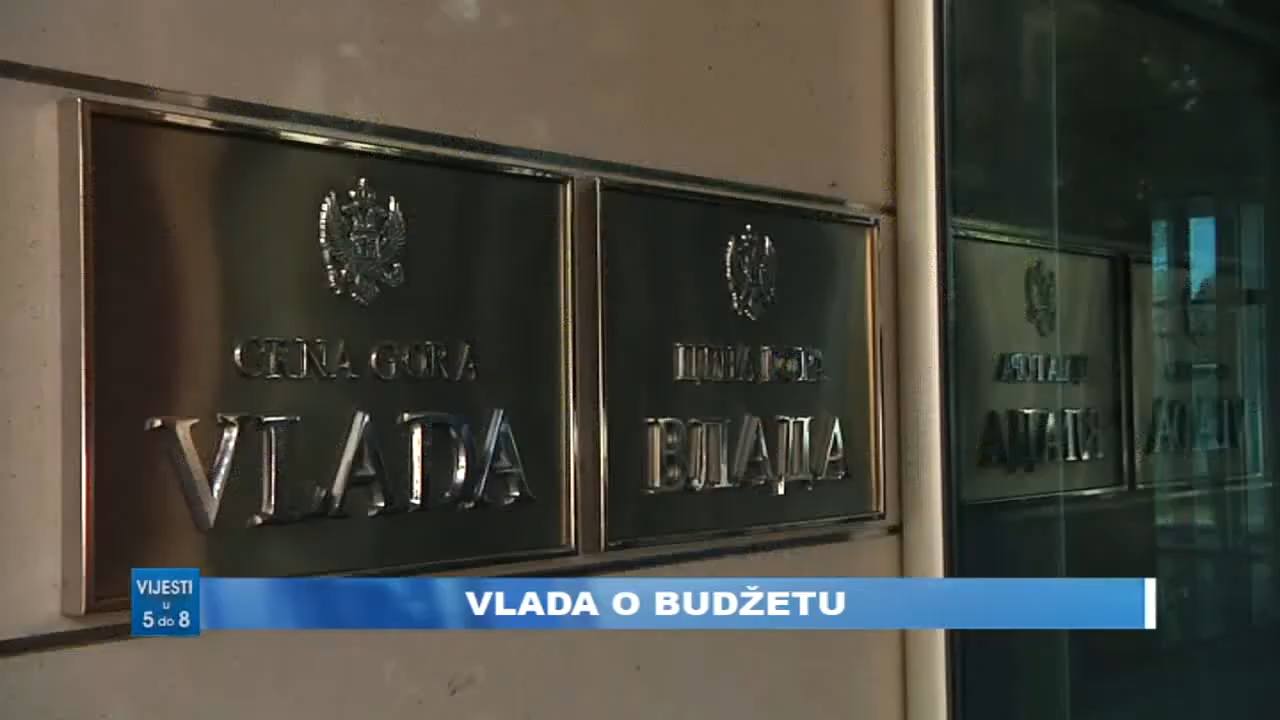 CRNA GORA
VLADA
ЦРНА ГОРА
ВЛАДА
VIJESTI
u
5 do 8
VLADA O BUDŽETU